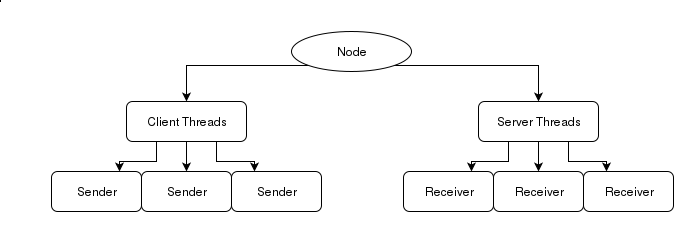 Node
Client Threads
Server Threads
Sender
Sender
Sender
Receiver
Receiver
Receiver